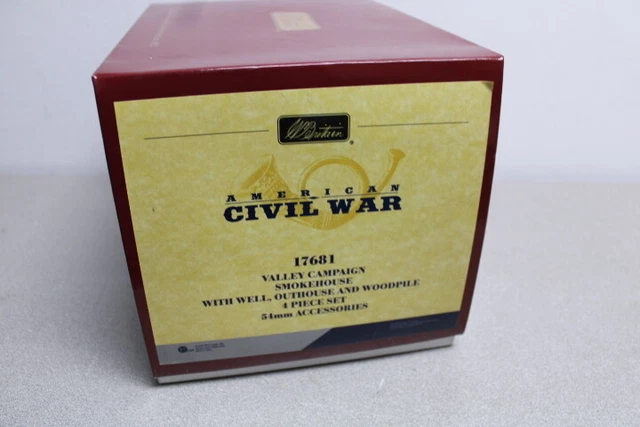 W. Britain
AMERICAN
CIVIL WAR
17681
VALLEY CAMPAIGN
SMOKEHOUSE
WITH WELL, OUTHOUSE AND WOODPILE
4 PIECE SET
54mm ACCESSORIES